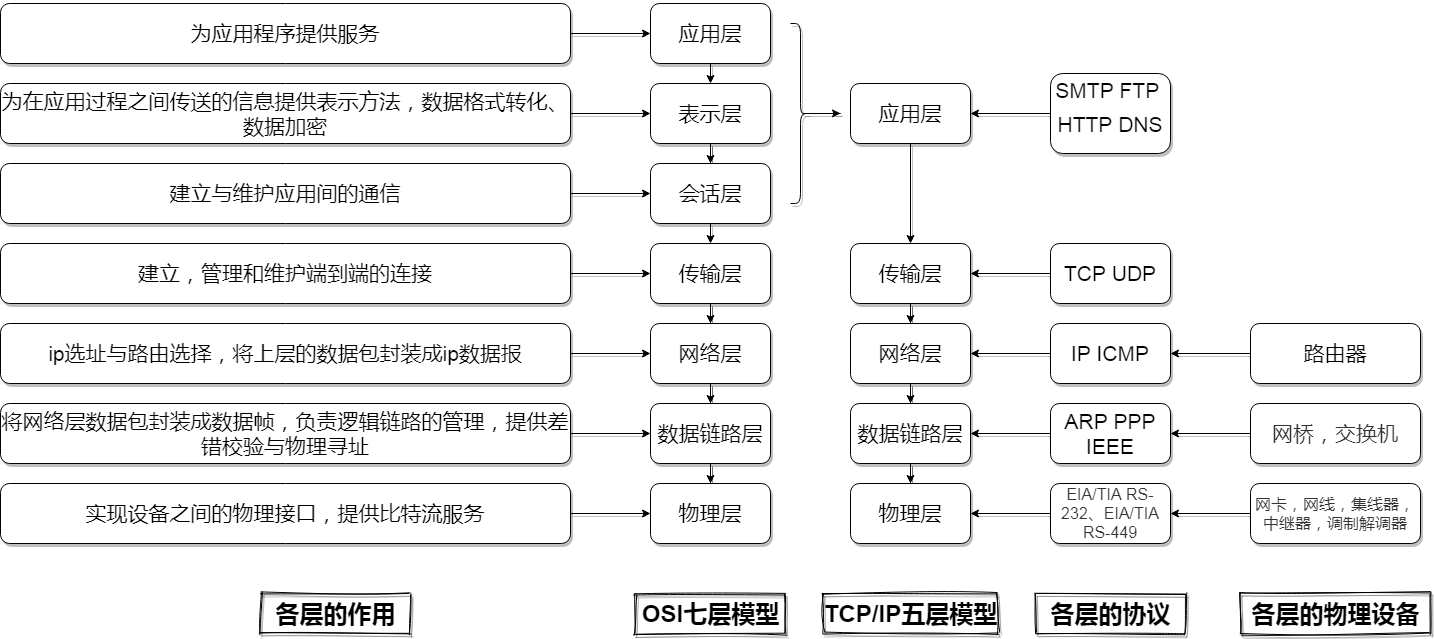 为应用程序提供服务
应用层
为在应用过程之间传送的信息提供表示方法，数据格式转化、
数据加密
表示层
应用层
SMTP FTP
HTTP DNS
建立与维护应用间的通信
会话层
建立，管理和维护端到端的连接
传输层
传输层
TCP UDP
ip选址与路由选择，将上层的数据包封装成ip数据报
网络层
网络层
IP ICMP
路由器
将网络层数据包封装成数据帧，负责逻辑链路的管理，提供差
错校验与物理寻址
数据链路层
数据链路层
ARP PPP
IEEE
网桥，交换机
实现设备之间的物理接口，提供比特流服务
物理层
物理层
EIA/TIA RS-
232、EIA/TIA
RS-449
网卡，网线，集线器，
中继器，调制解调器
各层的作用
OSI七层模型
TCP/IP五层模型
各层的协议
各层的物理设备